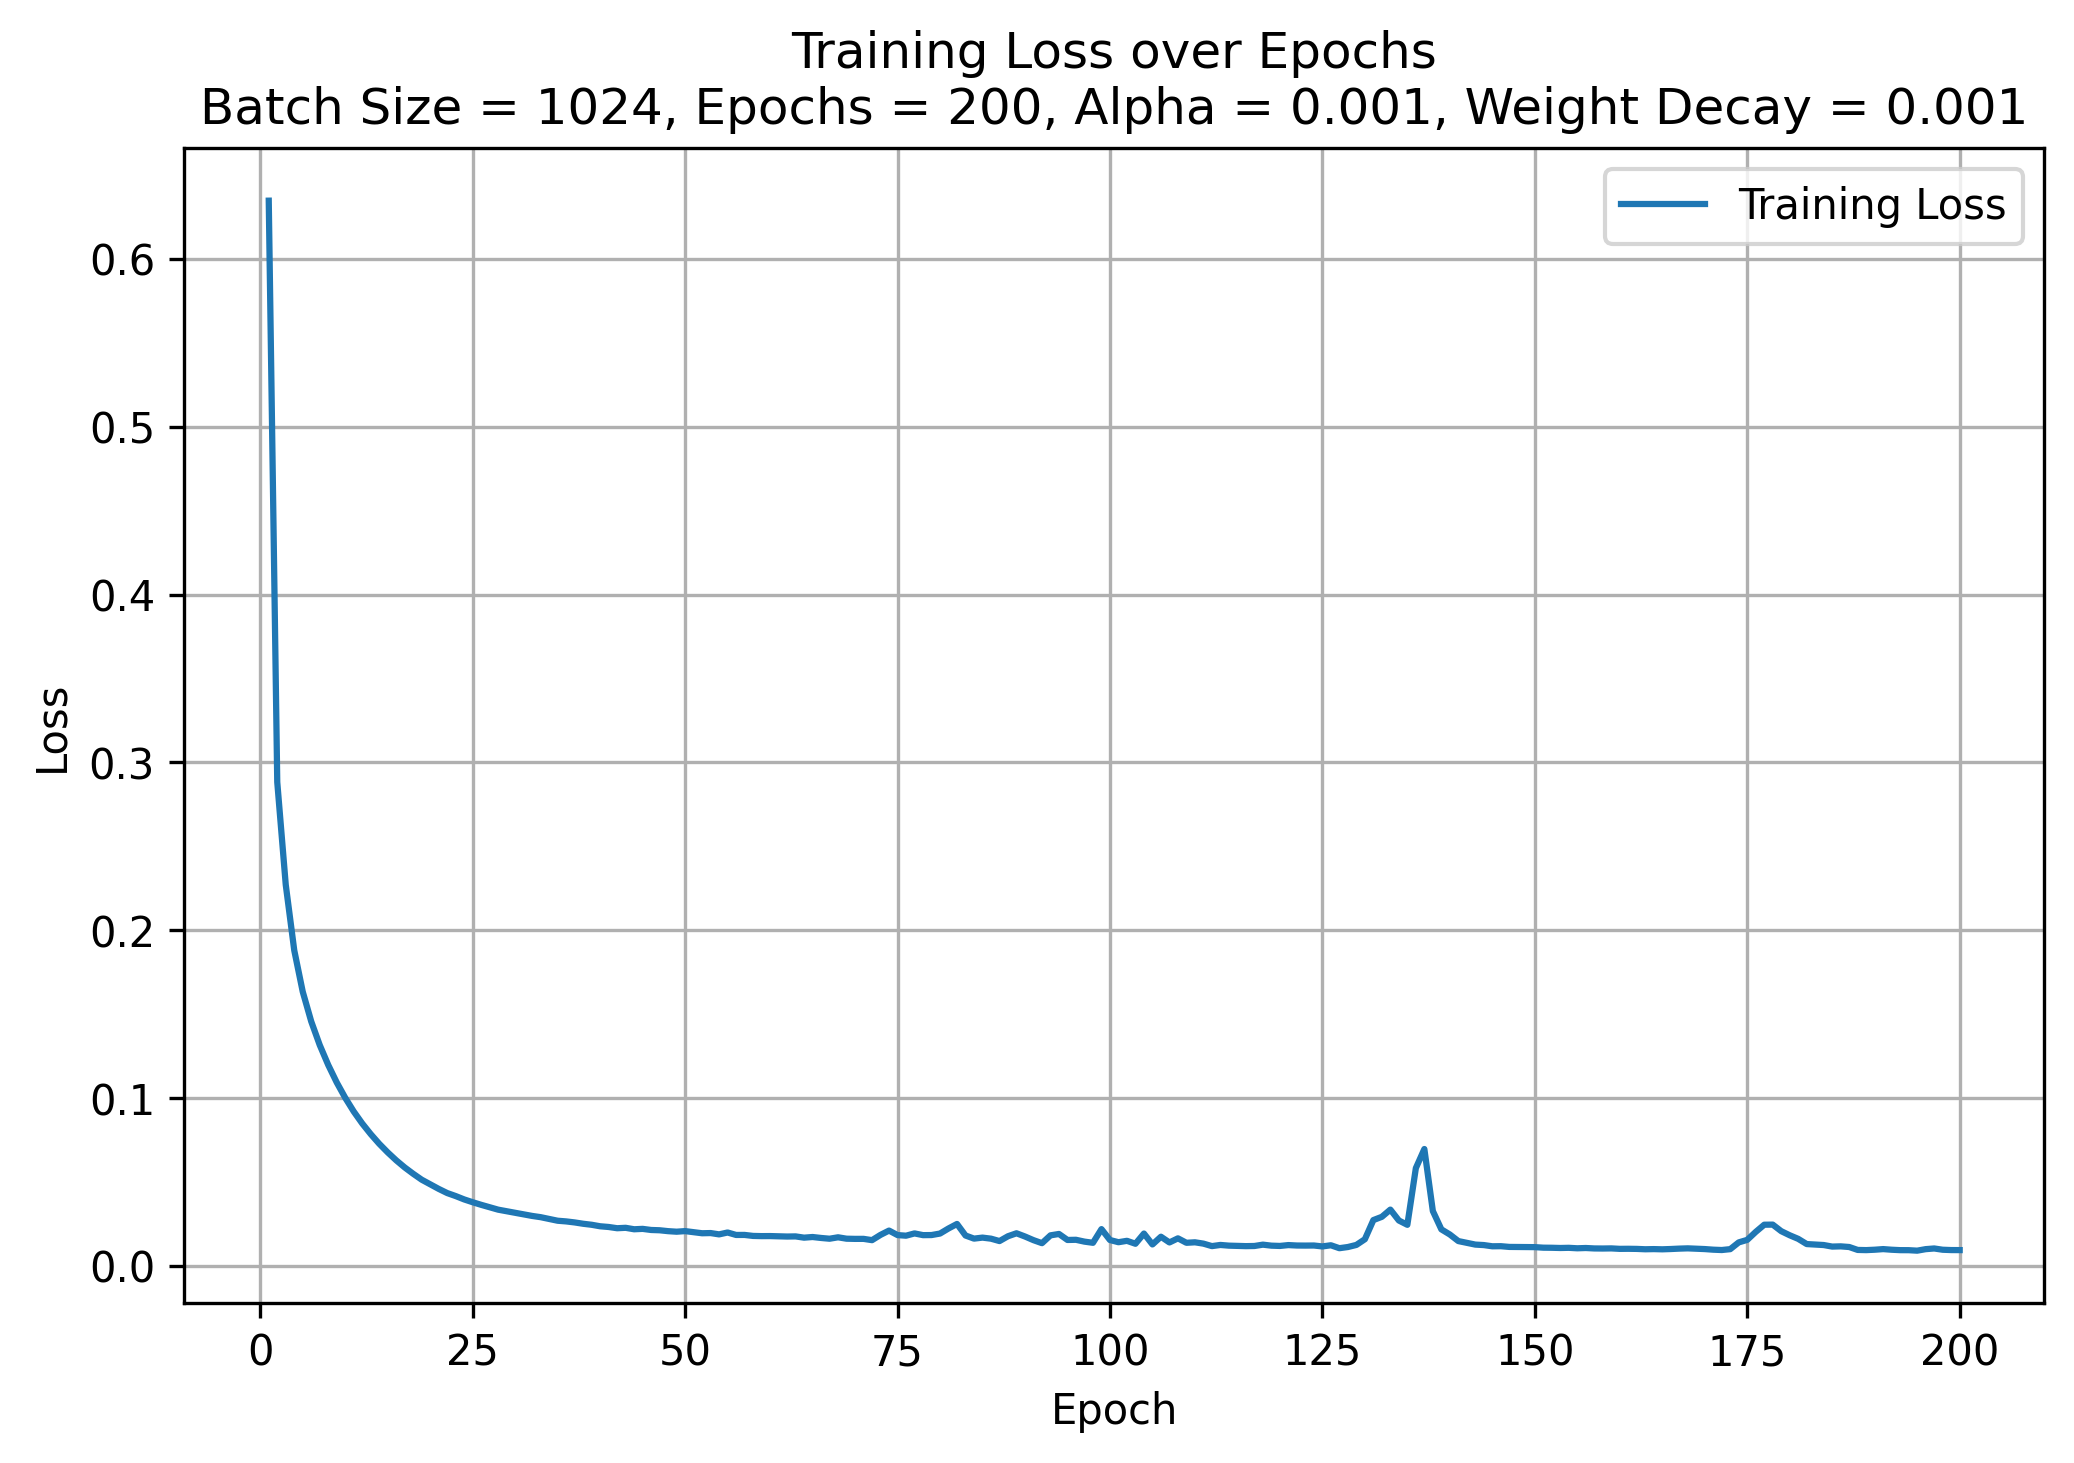 Training Loss over Epochs
Batch Size = 1024, Epochs = 200, Alpha = 0.001, Weight Decay = 0.001
Training Loss
0.6
0.5
0.4
0.3
0.2
0.1
0.0
Loss
0 25 50 75 100 125 150 175 200
Epoch